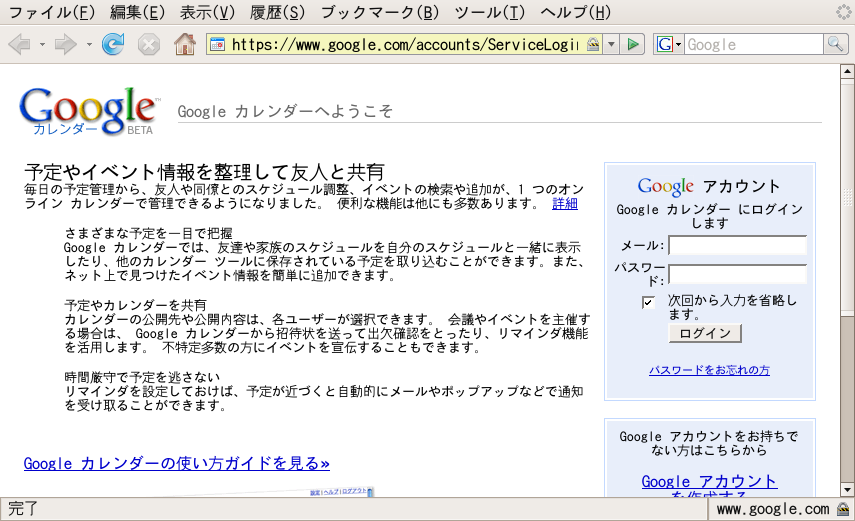 ファイル(F) 編集(E) 表示(V) 履歴(S) ブックマーク(B) ツール(T) ヘルプ(H)
https://www.google.com/accounts/ServiceLogin
G Google
Google™
カレンダー BETA
Google カレンダーへようこそ
予定やイベント情報を整理して友人と共有
毎日の予定管理から、友人や同僚とのスケジュール調整、イベントの検索や追加が、1 つのオン
ライン カレンダーで管理できるようになりました。 便利な機能は他にも多数あります。 詳細
さまざまな予定を一目で把握
Google カレンダーでは、友達や家族のスケジュールを自分のスケジュールと一緒に表示
したり、他のカレンダー ツールに保存されている予定を取り込むことができます。また、
ネット上で見つけたイベント情報を簡単に追加できます。
予定やカレンダーを共有
カレンダーの公開先や公開内容は、各ユーザーが選択できます。 会議やイベントを主催す
る場合は、 Google カレンダーから招待状を送って出欠確認をとったり、リマインダ機能
を活用します。 不特定多数の方にイベントを宣伝することもできます。
時間厳守で予定を逃さない
リマインダを設定しておけば、予定が近づくと自動的にメールやポップアップなどで通知
を受け取ることができます。
Google カレンダーの使い方ガイドを見る»
設定|ヘルプ|ログアウト
Google アカウント
Google カレンダー にログイン
します
メール:
パスワー
ド:
次回から入力を省略し
ます。
ログイン
パスワードをお忘れの方
Google アカウントをお持ちで
ない方はこちらから
Google アカウント
を作成する
完了
www.google.com